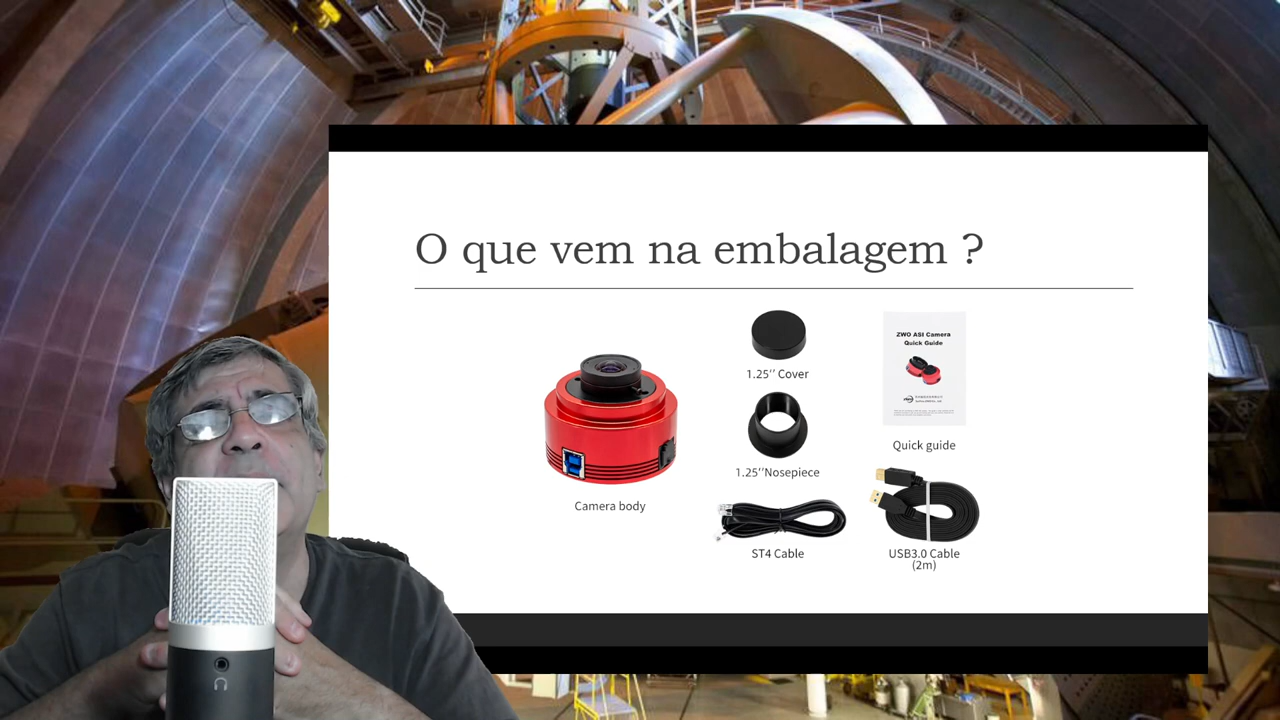 O que vem na embalagem ?
1.25’’ Cover
ZWO ASI Camera
Quick Guide
1.25’’Nosepiece
Quick guide
Camera body
ST4 Cable
USB3.0 Cable
(2m)